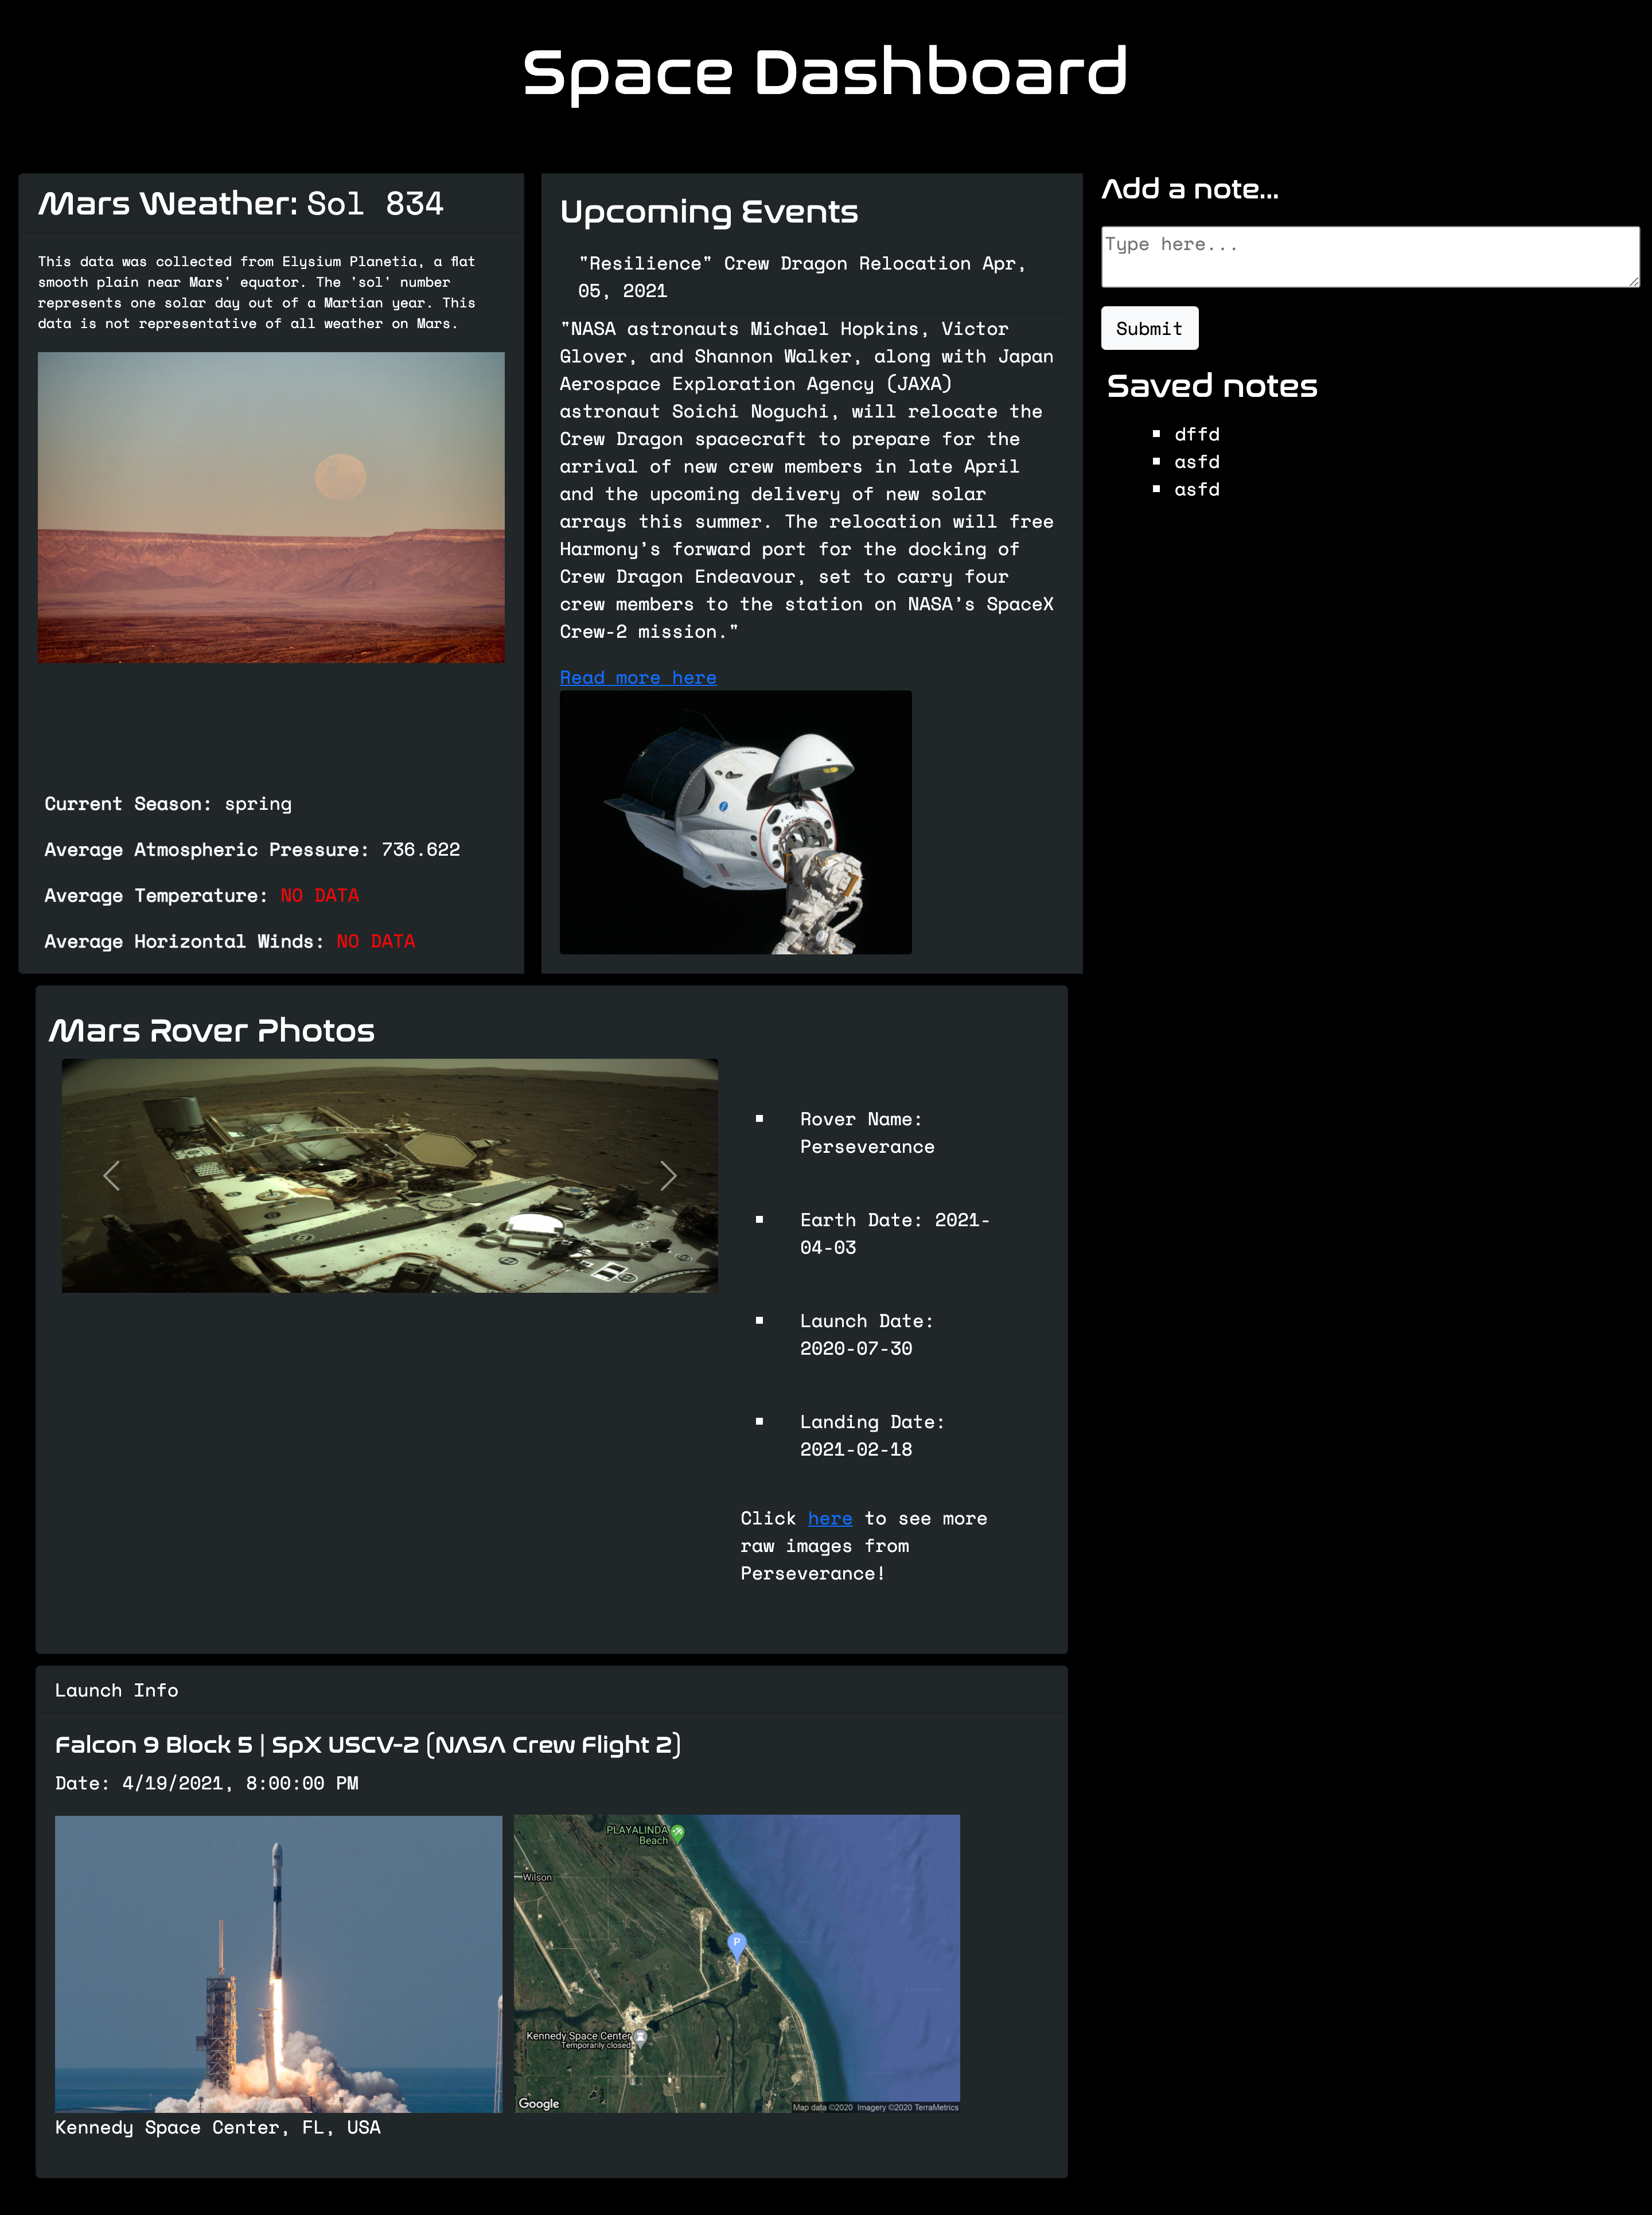 Space Dashboard
Mars Weather: Sol 834
This data was collected from Elysium Planetia, a flat
smooth plain near Mars' equator. The 'sol' number
represents one solar day out of a Martian year. This
data is not representative of all weather on Mars.
Current Season: spring
Average Atmospheric Pressure: 736.622
Average Temperature: NO DATA
Average Horizontal Winds: NO DATA
Upcoming Events
"Resilience" Crew Dragon Relocation Apr,
05, 2021
"NASA astronauts Michael Hopkins, Victor
Glover, and Shannon Walker, along with Japan
Aerospace Exploration Agency (JAXA)
astronaut Soichi Noguchi, will relocate the
Crew Dragon spacecraft to prepare for the
arrival of new crew members in late April
and the upcoming delivery of new solar
arrays this summer. The relocation will free
Harmony’s forward port for the docking of
Crew Dragon Endeavour, set to carry four
crew members to the station on NASA’s SpaceX
Crew-2 mission."
Read more here
Add a note...
Type here...
Submit
Saved notes
dffd
asfd
asfd
Mars Rover Photos
Rover Name:
Perseverance
Earth Date: 2021-
04-03
Launch Date:
2020-07-30
Landing Date:
2021-02-18
Click here to see more
raw images from
Perseverance!
Launch Info
Falcon 9 Block 5 | SpX USCV-2 (NASA Crew Flight 2)
Date: 4/19/2021, 8:00:00 PM
PLAYALINDA
Beach
Wilson
P
Kennedy Space Center
Temporarily closed
Google
Map data ©2020 Imagery ©2020 TerraMetrics
Kennedy Space Center, FL, USA